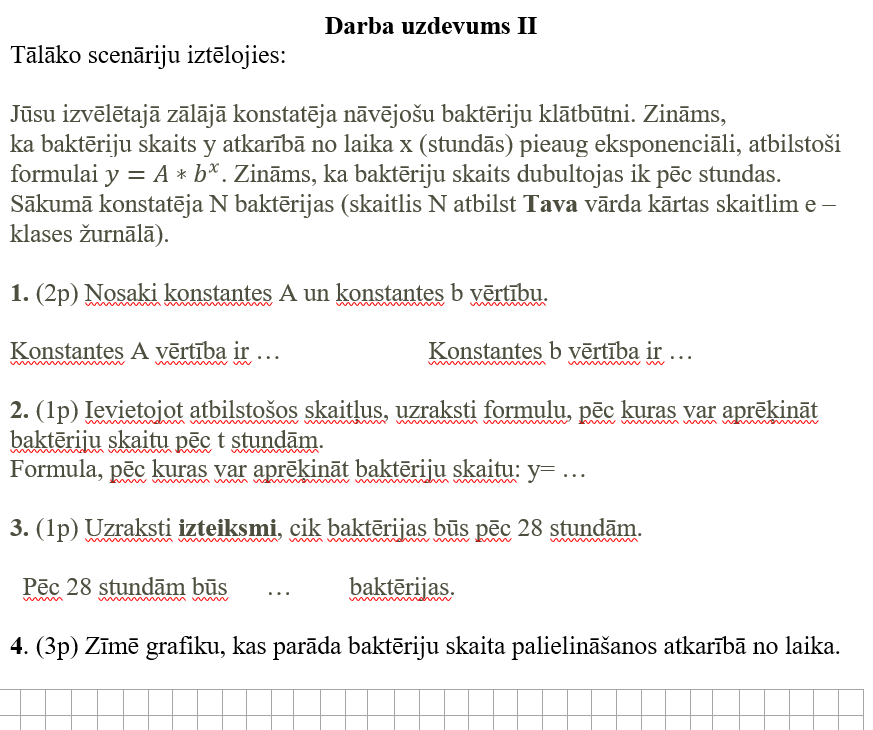 Darba uzdevums II
Tālāko scenāriju iztēlojies:
Jūsu izvēlētajā zālājā konstatēja nāvējošu baktēriju klātbūtni. Zināms,
ka baktēriju skaits y atkarībā no laika x (stundās) pieaug eksponenciāli, atbilstoši
formulai y = A ∗ bˣ. Zināms, ka baktēriju skaits dubultojas ik pēc stundas.
Sākumā konstatēja N baktērijas (skaitlis N atbilst Tava vārda kārtas skaitlim e –
klases žurnālā).
1. (2p) Nosaki konstantes A un konstantes b vērtību.
Konstantes A vērtība ir … Konstantes b vērtība ir …
2. (1p) Ievietojot atbilstošos skaitļus, uzraksti formulu, pēc kuras var aprēķināt
baktēriju skaitu pēc t stundām.
Formula, pēc kuras var aprēķināt baktēriju skaitu: y= …
3. (1p) Uzraksti izteiksmi, cik baktērijas būs pēc 28 stundām.
Pēc 28 stundām būs … baktērijas.
4. (3p) Zīmē grafiku, kas parāda baktēriju skaita palielināšanos atkarībā no laika.